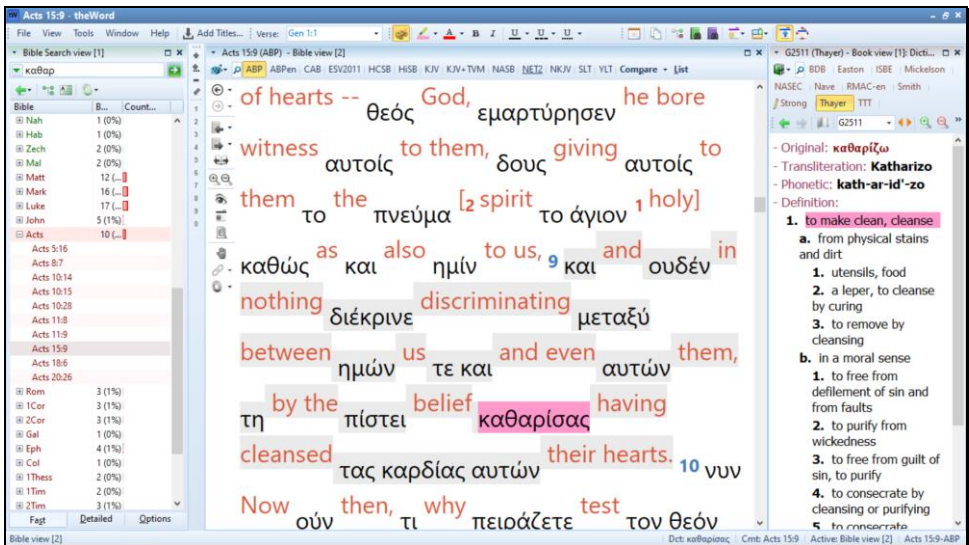 Acts 15:9 - theWord
File View Tools Window Help Add Titles... Verse: Gen 1:1 A B I U U U
Bible Search view [1]
καθαρ
Bible B... Count...
Nah 1 (0%)
Hab 1 (0%)
Zech 2 (0%)
Mal 2 (0%)
Matt 12 (...
Mark 16 (...
Luke 17 (...
John 5 (1%)
Acts 10 (...
Acts 5:16
Acts 8:7
Acts 10:14
Acts 10:15
Acts 10:28
Acts 11:8
Acts 11:9
Acts 15:9
Acts 18:6
Acts 20:26
Rom 3 (1%)
1Cor 3 (1%)
2Cor 3 (1%)
Gal 1 (0%)
Eph 4 (1%)
Col 1 (0%)
1Thess 2 (0%)
1Tim 2 (0%)
2Tim 3 (1%)
Fast Detailed Options
Acts 15:9 (ABP) - Bible view [2]
ABP ABPen CAB ESV2011 HCSB HiSB KJV KJV+TVM NASB NET2 NKJV SLT YLT Compare List
of hearts -- θεός God, εμαρτύρησεν he bore
witness αυτοίς to them, δους giving αυτοίς to
them το the πνεύμα [2 spirit το άγιον 1 holy]
καθώς as και also ημίν to us, 9 και and ουδέν in
nothing διέκρινε discriminating μεταξύ
between ημών us τε και and even αυτών them,
τη by the πίστει belief καθαρίσας having
cleansed τας καρδίας αυτών their hearts. 10 νυν
Now ούν then, τι why πειράζετε test τον θεόν
G2511 (Thayer) - Book view [1]: Dicti...
BDB Easton ISBE Mickelson
NASEC Nave RMAC-en Smith
Strong Thayer TTT
G2511
- Original: καθαρίζω
- Transliteration: Katharizo
- Phonetic: kath-ar-id'-zo
- Definition:
1. to make clean, cleanse
a. from physical stains
and dirt
1. utensils, food
2. a leper, to cleanse
by curing
3. to remove by
cleansing
b. in a moral sense
1. to free from
defilement of sin and
from faults
2. to purify from
wickedness
3. to free from guilt of
sin, to purify
4. to consecrate by
cleansing or purifying
5. to consecrate,
Bible view [2] Dct: καθαρίσας Cmt: Acts 15:9 Active: Bible view [2] Acts 15:9-ABP